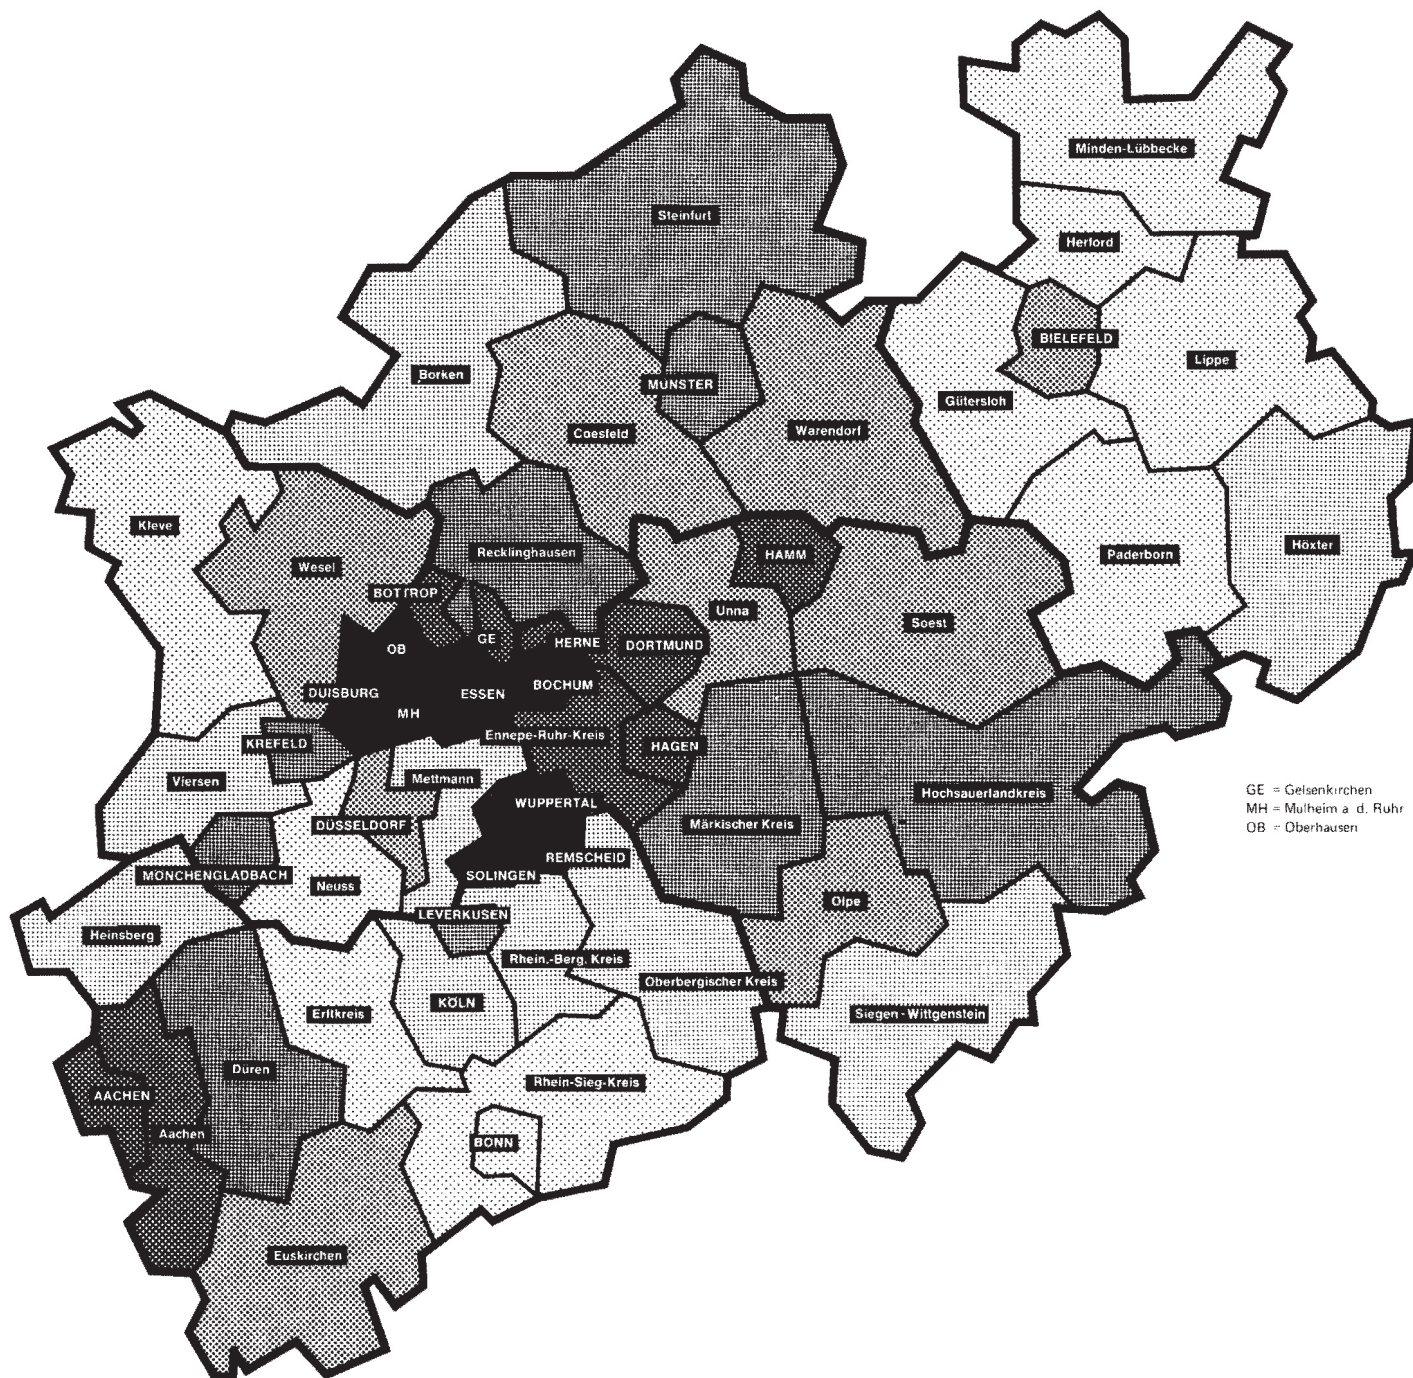 Minden-Lübbecke
Steinfurt
Herford
BIELEFELD
Lippe
Borken
MÜNSTER
Gütersloh
Coesfeld
Warendorf
Kleve
Recklinghausen
HAMM
Paderborn
Höxter
Wesel
BOTTROP
Unna
Soest
GE
HERNE
DORTMUND
OB
DUISBURG
ESSEN
BOCHUM
MH
KREFELD
Ennepe-Ruhr-Kreis
HAGEN
Viersen
Mettmann
Hochsauerlandkreis
GE = Gelsenkirchen
MH = Mulheim a. d. Ruhr
OB = Oberhausen
WUPPERTAL
DÜSSELDORF
Märkischer Kreis
REMSCHEID
MÖNCHENGLADBACH
Neuss
SOLINGEN
Olpe
LEVERKUSEN
Heinsberg
Rhein.-Berg. Kreis
Oberbergischer Kreis
Erftkreis
KÖLN
Siegen-Wittgenstein
Duren
Rhein-Sieg-Kreis
AACHEN
Aachen
BONN
Euskirchen